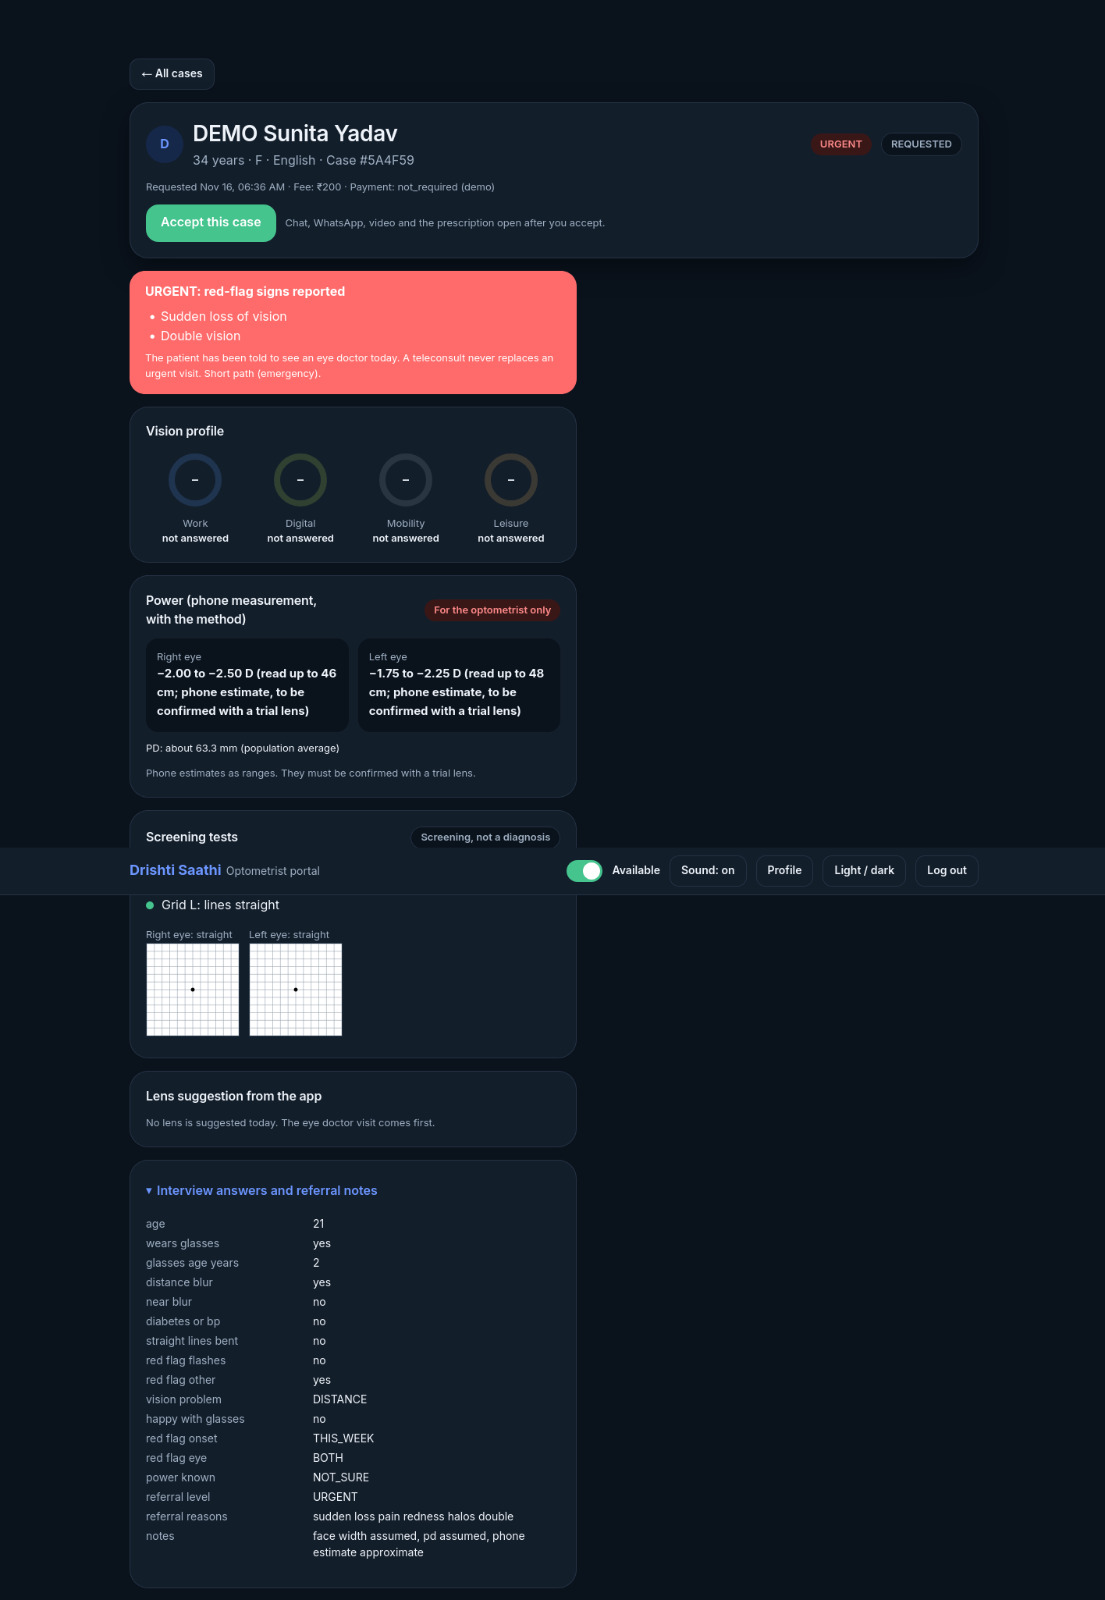 ← All cases
D
DEMO Sunita Yadav
34 years · F · English · Case #5A4F59
URGENT
REQUESTED
Requested Nov 16, 06:36 AM · Fee: ₹200 · Payment: not_required (demo)
Accept this case
Chat, WhatsApp, video and the prescription open after you accept.
URGENT: red-flag signs reported
• Sudden loss of vision
• Double vision
The patient has been told to see an eye doctor today. A teleconsult never replaces an
urgent visit. Short path (emergency).
Vision profile
– – – –
Work Digital Mobility Leisure
not answered not answered not answered not answered
Power (phone measurement,
with the method)
For the optometrist only
Right eye
−2.00 to −2.50 D (read up to 46
cm; phone estimate, to be
confirmed with a trial lens)
Left eye
−1.75 to −2.25 D (read up to 48
cm; phone estimate, to be
confirmed with a trial lens)
PD: about 63.3 mm (population average)
Phone estimates as ranges. They must be confirmed with a trial lens.
Screening tests
Screening, not a diagnosis
Drishti Saathi Optometrist portal
Available
Sound: on
Profile
Light / dark
Log out
Grid L: lines straight
Right eye: straight
Left eye: straight
Lens suggestion from the app
No lens is suggested today. The eye doctor visit comes first.
▾ Interview answers and referral notes
age 21
wears glasses yes
glasses age years 2
distance blur yes
near blur no
diabetes or bp no
straight lines bent no
red flag flashes no
red flag other yes
vision problem DISTANCE
happy with glasses no
red flag onset THIS_WEEK
red flag eye BOTH
power known NOT_SURE
referral level URGENT
referral reasons sudden loss pain redness halos double
notes face width assumed, pd assumed, phone
estimate approximate